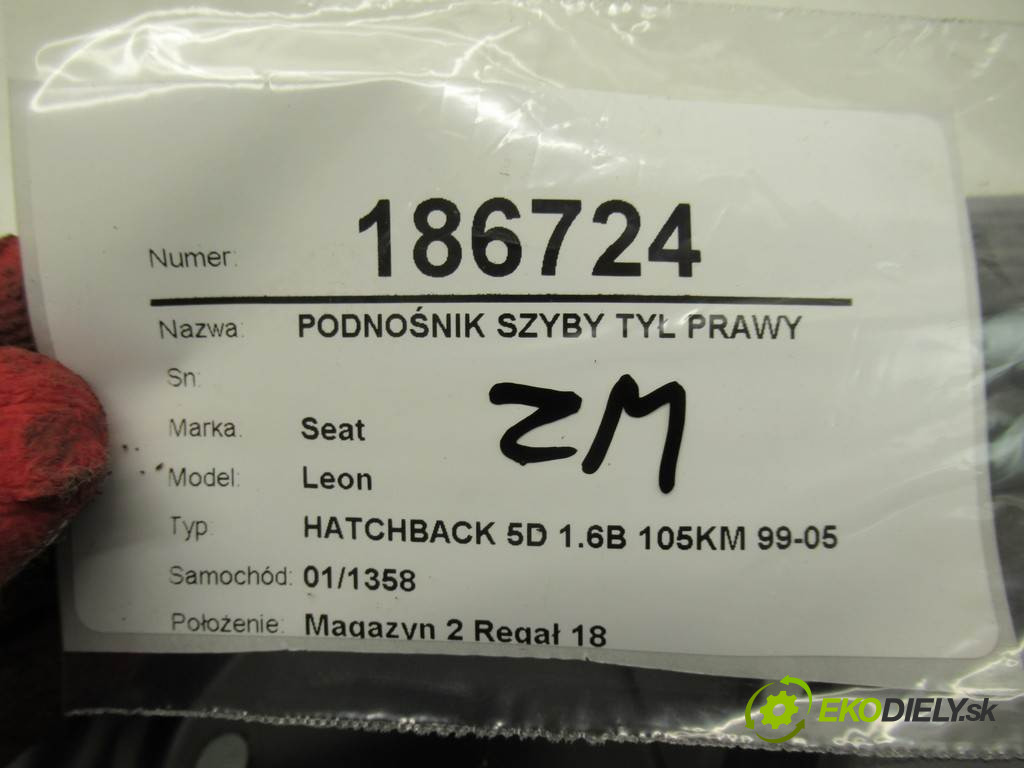 Numer: 186724
Nazwa: PODNOŚNIK SZYBY TYŁ PRAWY
Sn:
ZM
Marka: Seat
Model: Leon
Typ: HATCHBACK 5D 1.6B 105KM 99-05
Samochód: 01/1358
Położenie: Magazyn 2 Regał 18
EKODIELY.sk